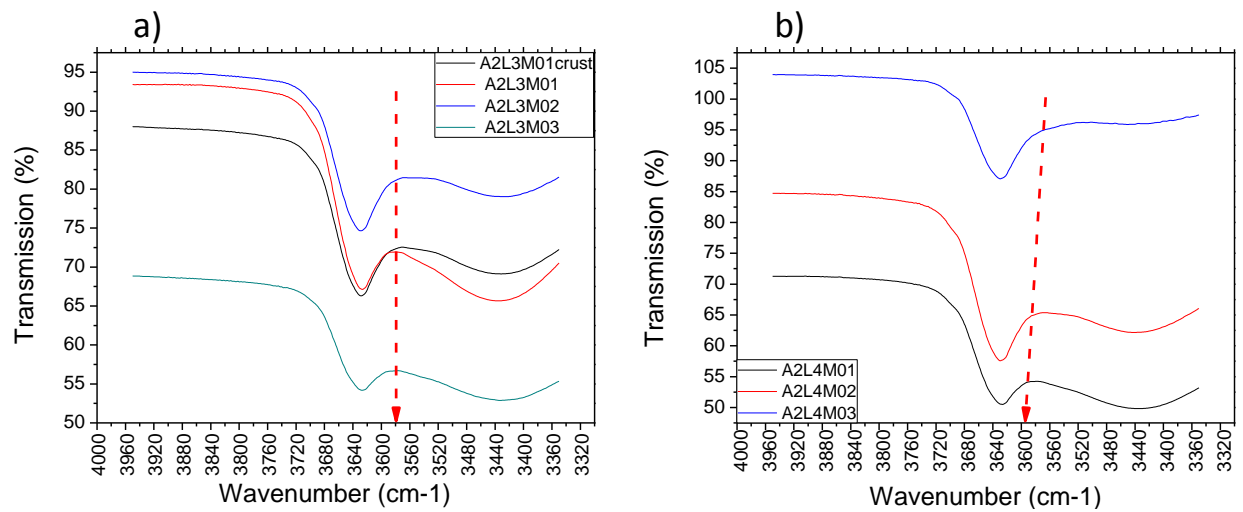 a)
A2L3M01crust
A2L3M01
A2L3M02
A2L3M03
Transmission (%)
95
90
85
80
75
70
65
60
55
50
4000 3960 3920 3880 3840 3800 3760 3720 3680 3640 3600 3560 3520 3480 3440 3400 3360 3320
Wavenumber (cm-1)
b)
Transmission (%)
105
100
95
90
85
80
75
70
65
60
55
50
A2L4M01
A2L4M02
A2L4M03
4000 3960 3920 3880 3840 3800 3760 3720 3680 3640 3600 3560 3520 3480 3440 3400 3360 3320
Wavenumber (cm-1)